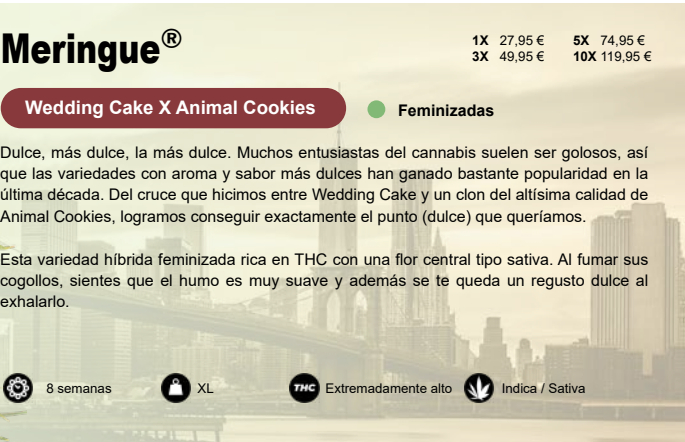 Meringue®
1X 27,95 € 5X 74,95 €
3X 49,95 € 10X 119,95 €
Wedding Cake X Animal Cookies
Feminizadas
Dulce, más dulce, la más dulce. Muchos entusiastas del cannabis suelen ser golosos, así
que las variedades con aroma y sabor más dulces han ganado bastante popularidad en la
última década. Del cruce que hicimos entre Wedding Cake y un clon del altísima calidad de
Animal Cookies, logramos conseguir exactamente el punto (dulce) que queríamos.
Esta variedad híbrida feminizada rica en THC con una flor central tipo sativa. Al fumar sus
cogollos, sientes que el humo es muy suave y además se te queda un regusto dulce al
exhalarlo.
8 semanas XL THC Extremadamente alto Indica / Sativa